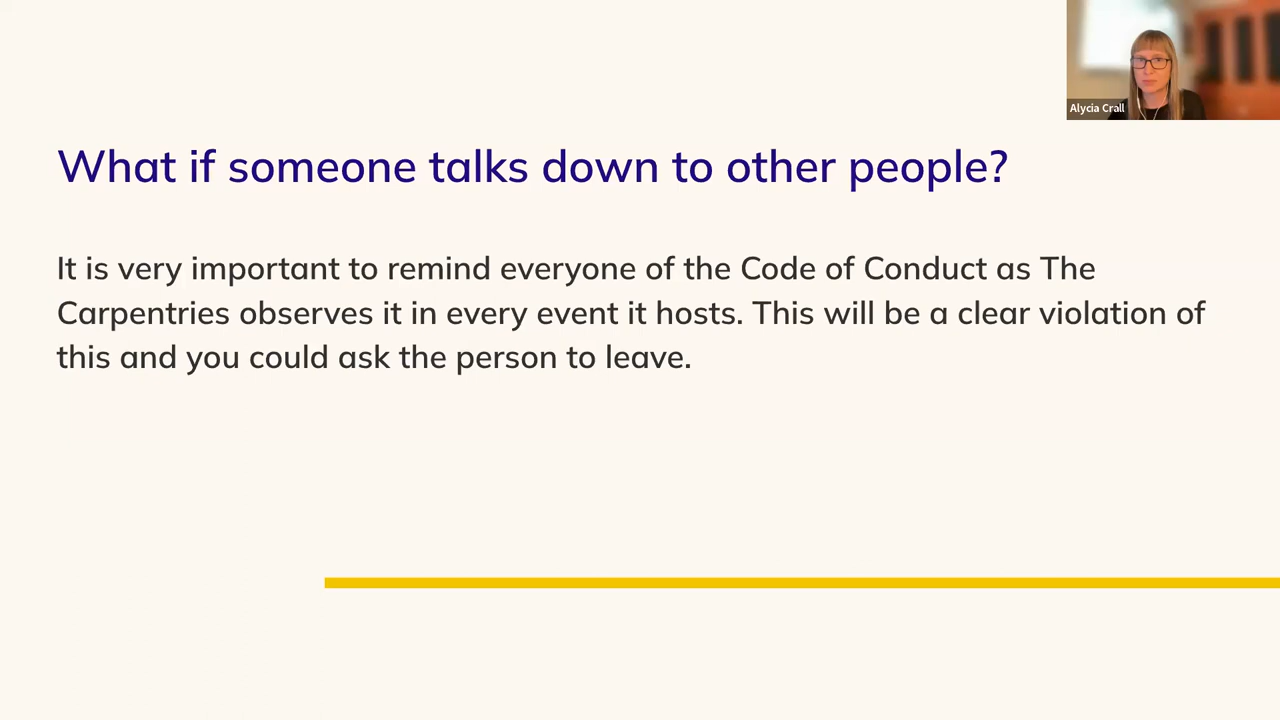 Alycia Crall
What if someone talks down to other people?
It is very important to remind everyone of the Code of Conduct as The
Carpentries observes it in every event it hosts. This will be a clear violation of
this and you could ask the person to leave.